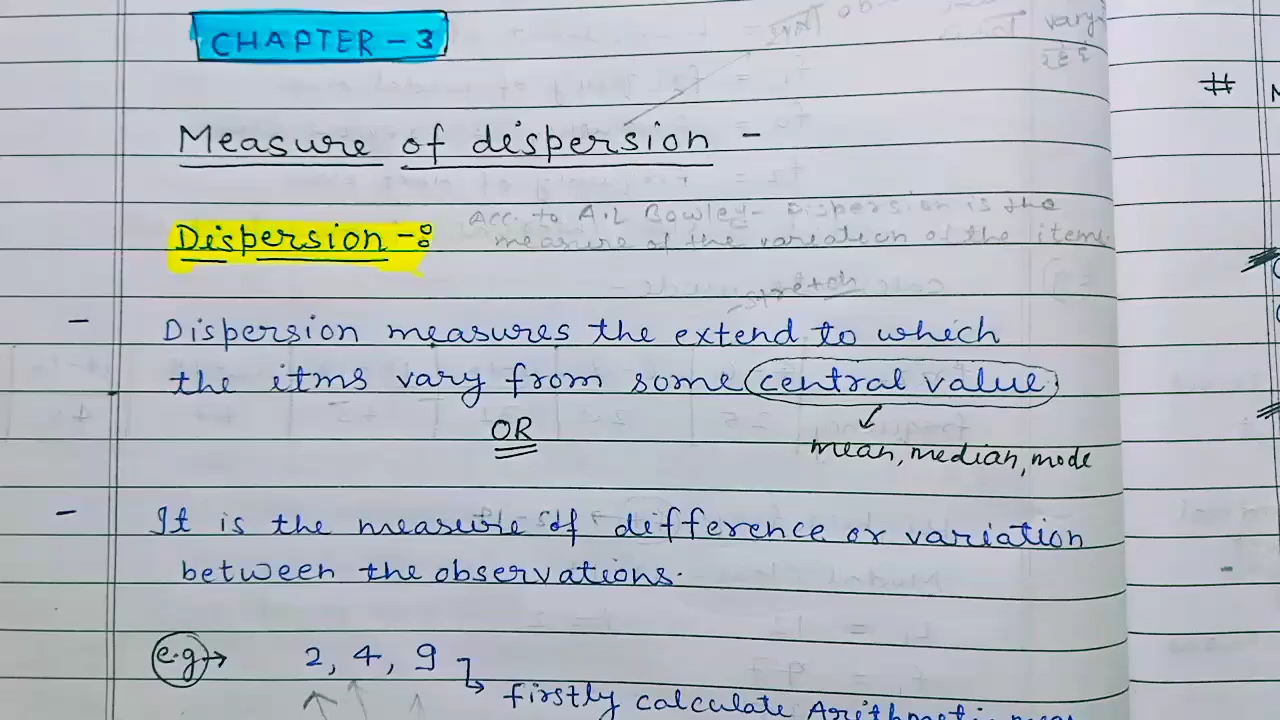 CHAPTER - 3
Measure of dispersion -
Dispersion -:
Acc. to A.L Bowley - Dispersion is the
measure of the variation of the items.
- Dispersion measures the extend to which
the itms vary from some central value
OR
mean, median, mode
- It is the measure of difference or variation
between the observations.
e.g → 2, 4, 9
firstly calculate Arithmetic
#